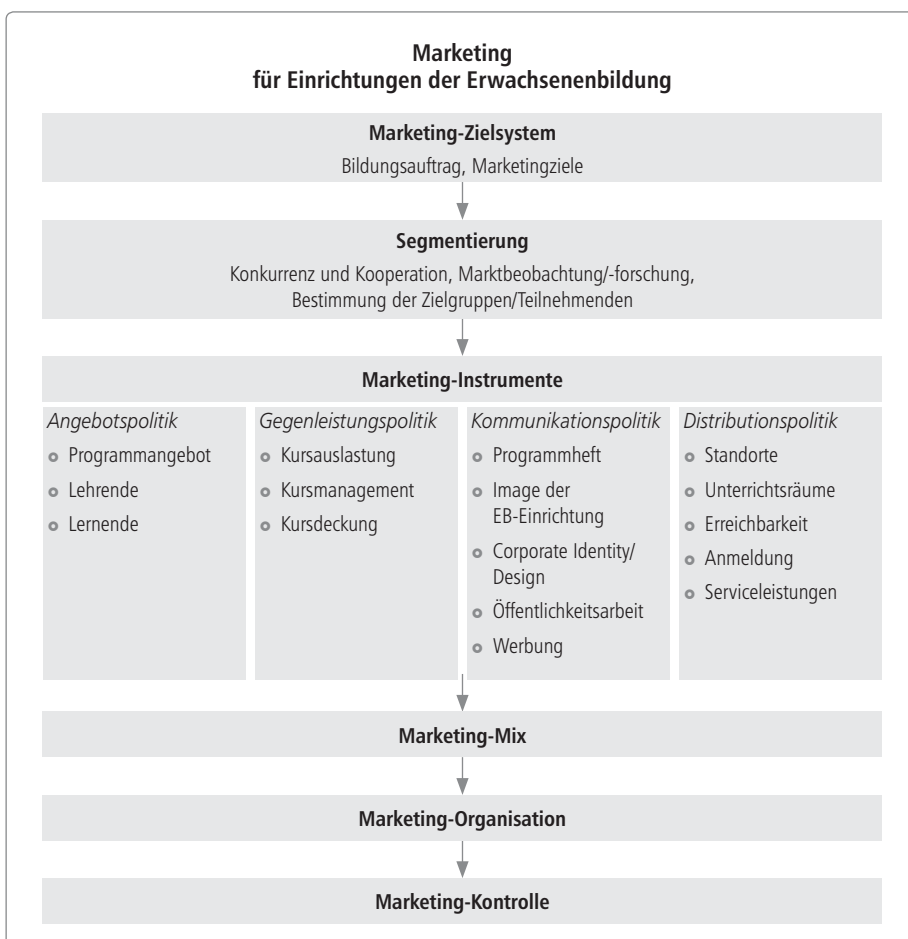 Marketing
für Einrichtungen der Erwachsenenbildung
Marketing-Zielsystem
Bildungsauftrag, Marketingziele
Segmentierung
Konkurrenz und Kooperation, Marktbeobachtung/-forschung,
Bestimmung der Zielgruppen/Teilnehmenden
Marketing-Instrumente
Angebotspolitik
Programmangebot
Lehrende
Lernende
Gegenleistungspolitik
Kursauslastung
Kursmanagement
Kursdeckung
Kommunikationspolitik
Programmheft
Image der
EB-Einrichtung
Corporate Identity/
Design
Öffentlichkeitsarbeit
Werbung
Distributionspolitik
Standorte
Unterrichtsräume
Erreichbarkeit
Anmeldung
Serviceleistungen
Marketing-Mix
Marketing-Organisation
Marketing-Kontrolle